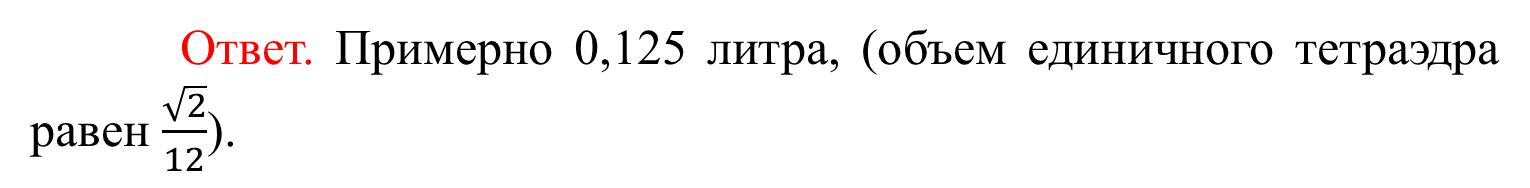 Ответ. Примерно 0,125 литра, (объем единичного тетраэдра
равен √2/12).